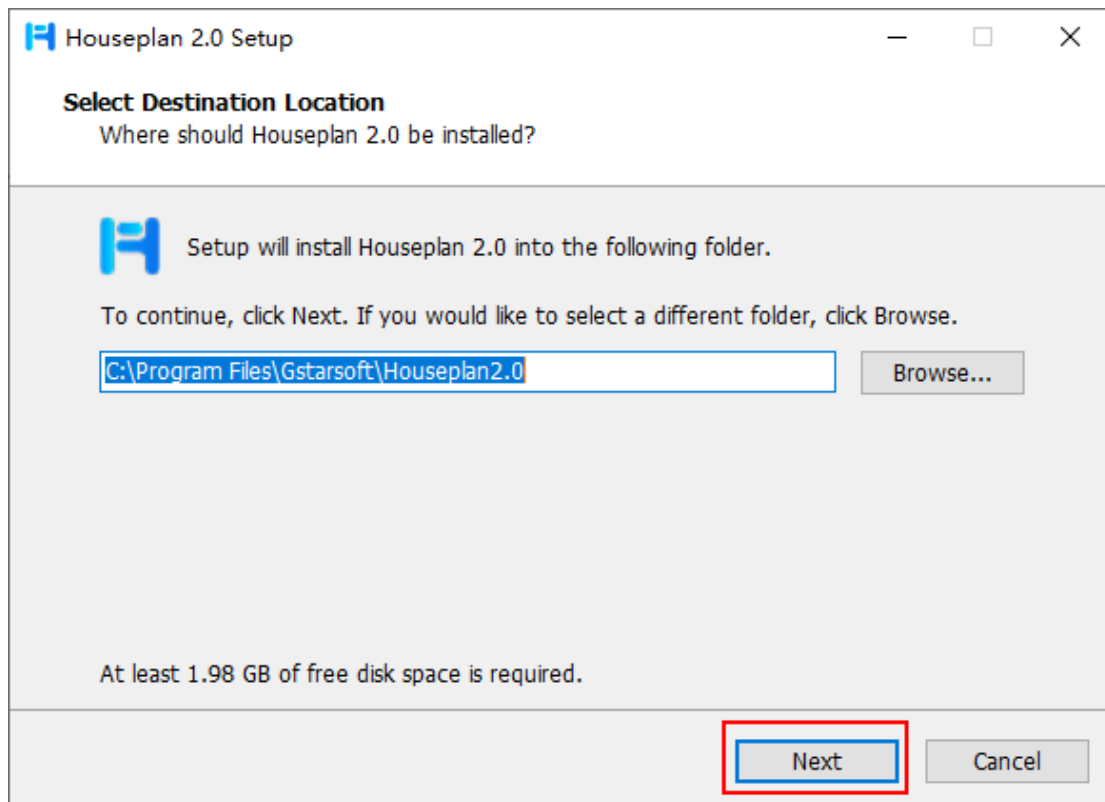 Houseplan 2.0 Setup
Select Destination Location
Where should Houseplan 2.0 be installed?
Setup will install Houseplan 2.0 into the following folder.
To continue, click Next. If you would like to select a different folder, click Browse.
C:\Program Files\Gstarsoft\Houseplan2.0
Browse...
At least 1.98 GB of free disk space is required.
Next
Cancel